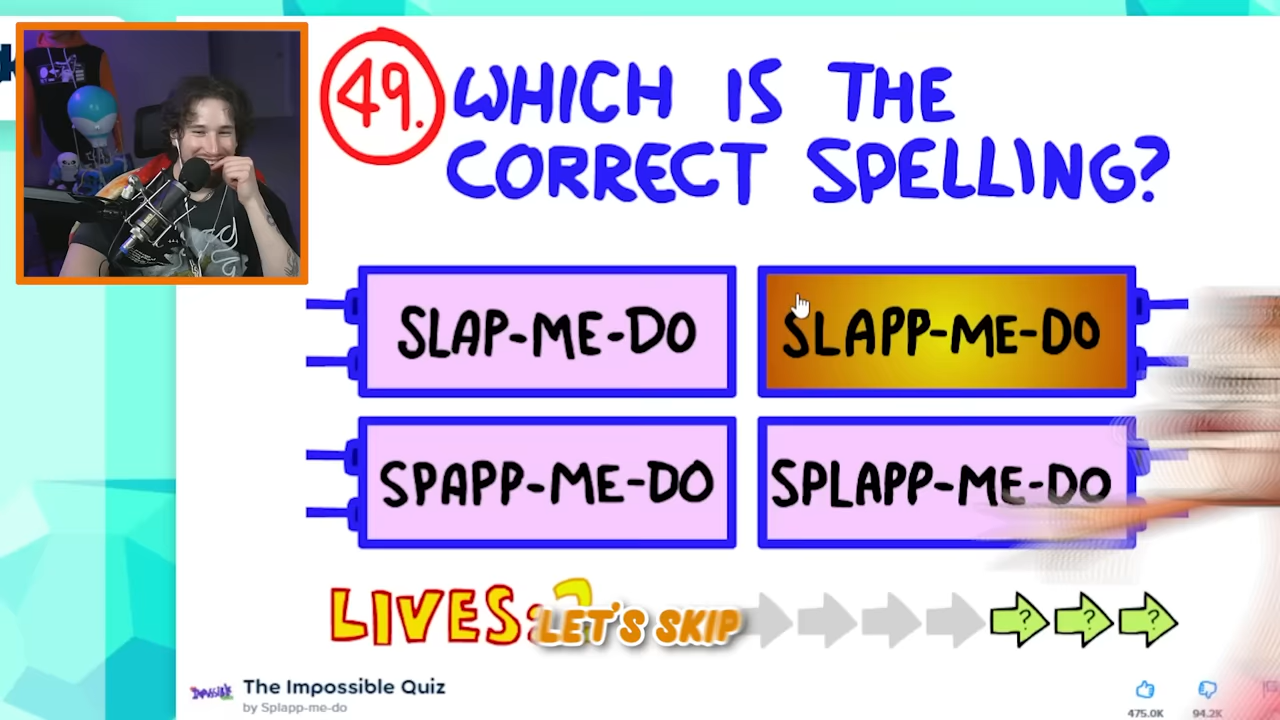 49. WHICH IS THE
CORRECT SPELLING?
SLAP-ME-DO
SLAPP-ME-DO
SPAPP-ME-DO
SPLAPP-ME-DO
LIVES:
LET'S SKIP
? ? ?
The Impossible Quiz
by Splapp-me-do
475.0K
94.2K